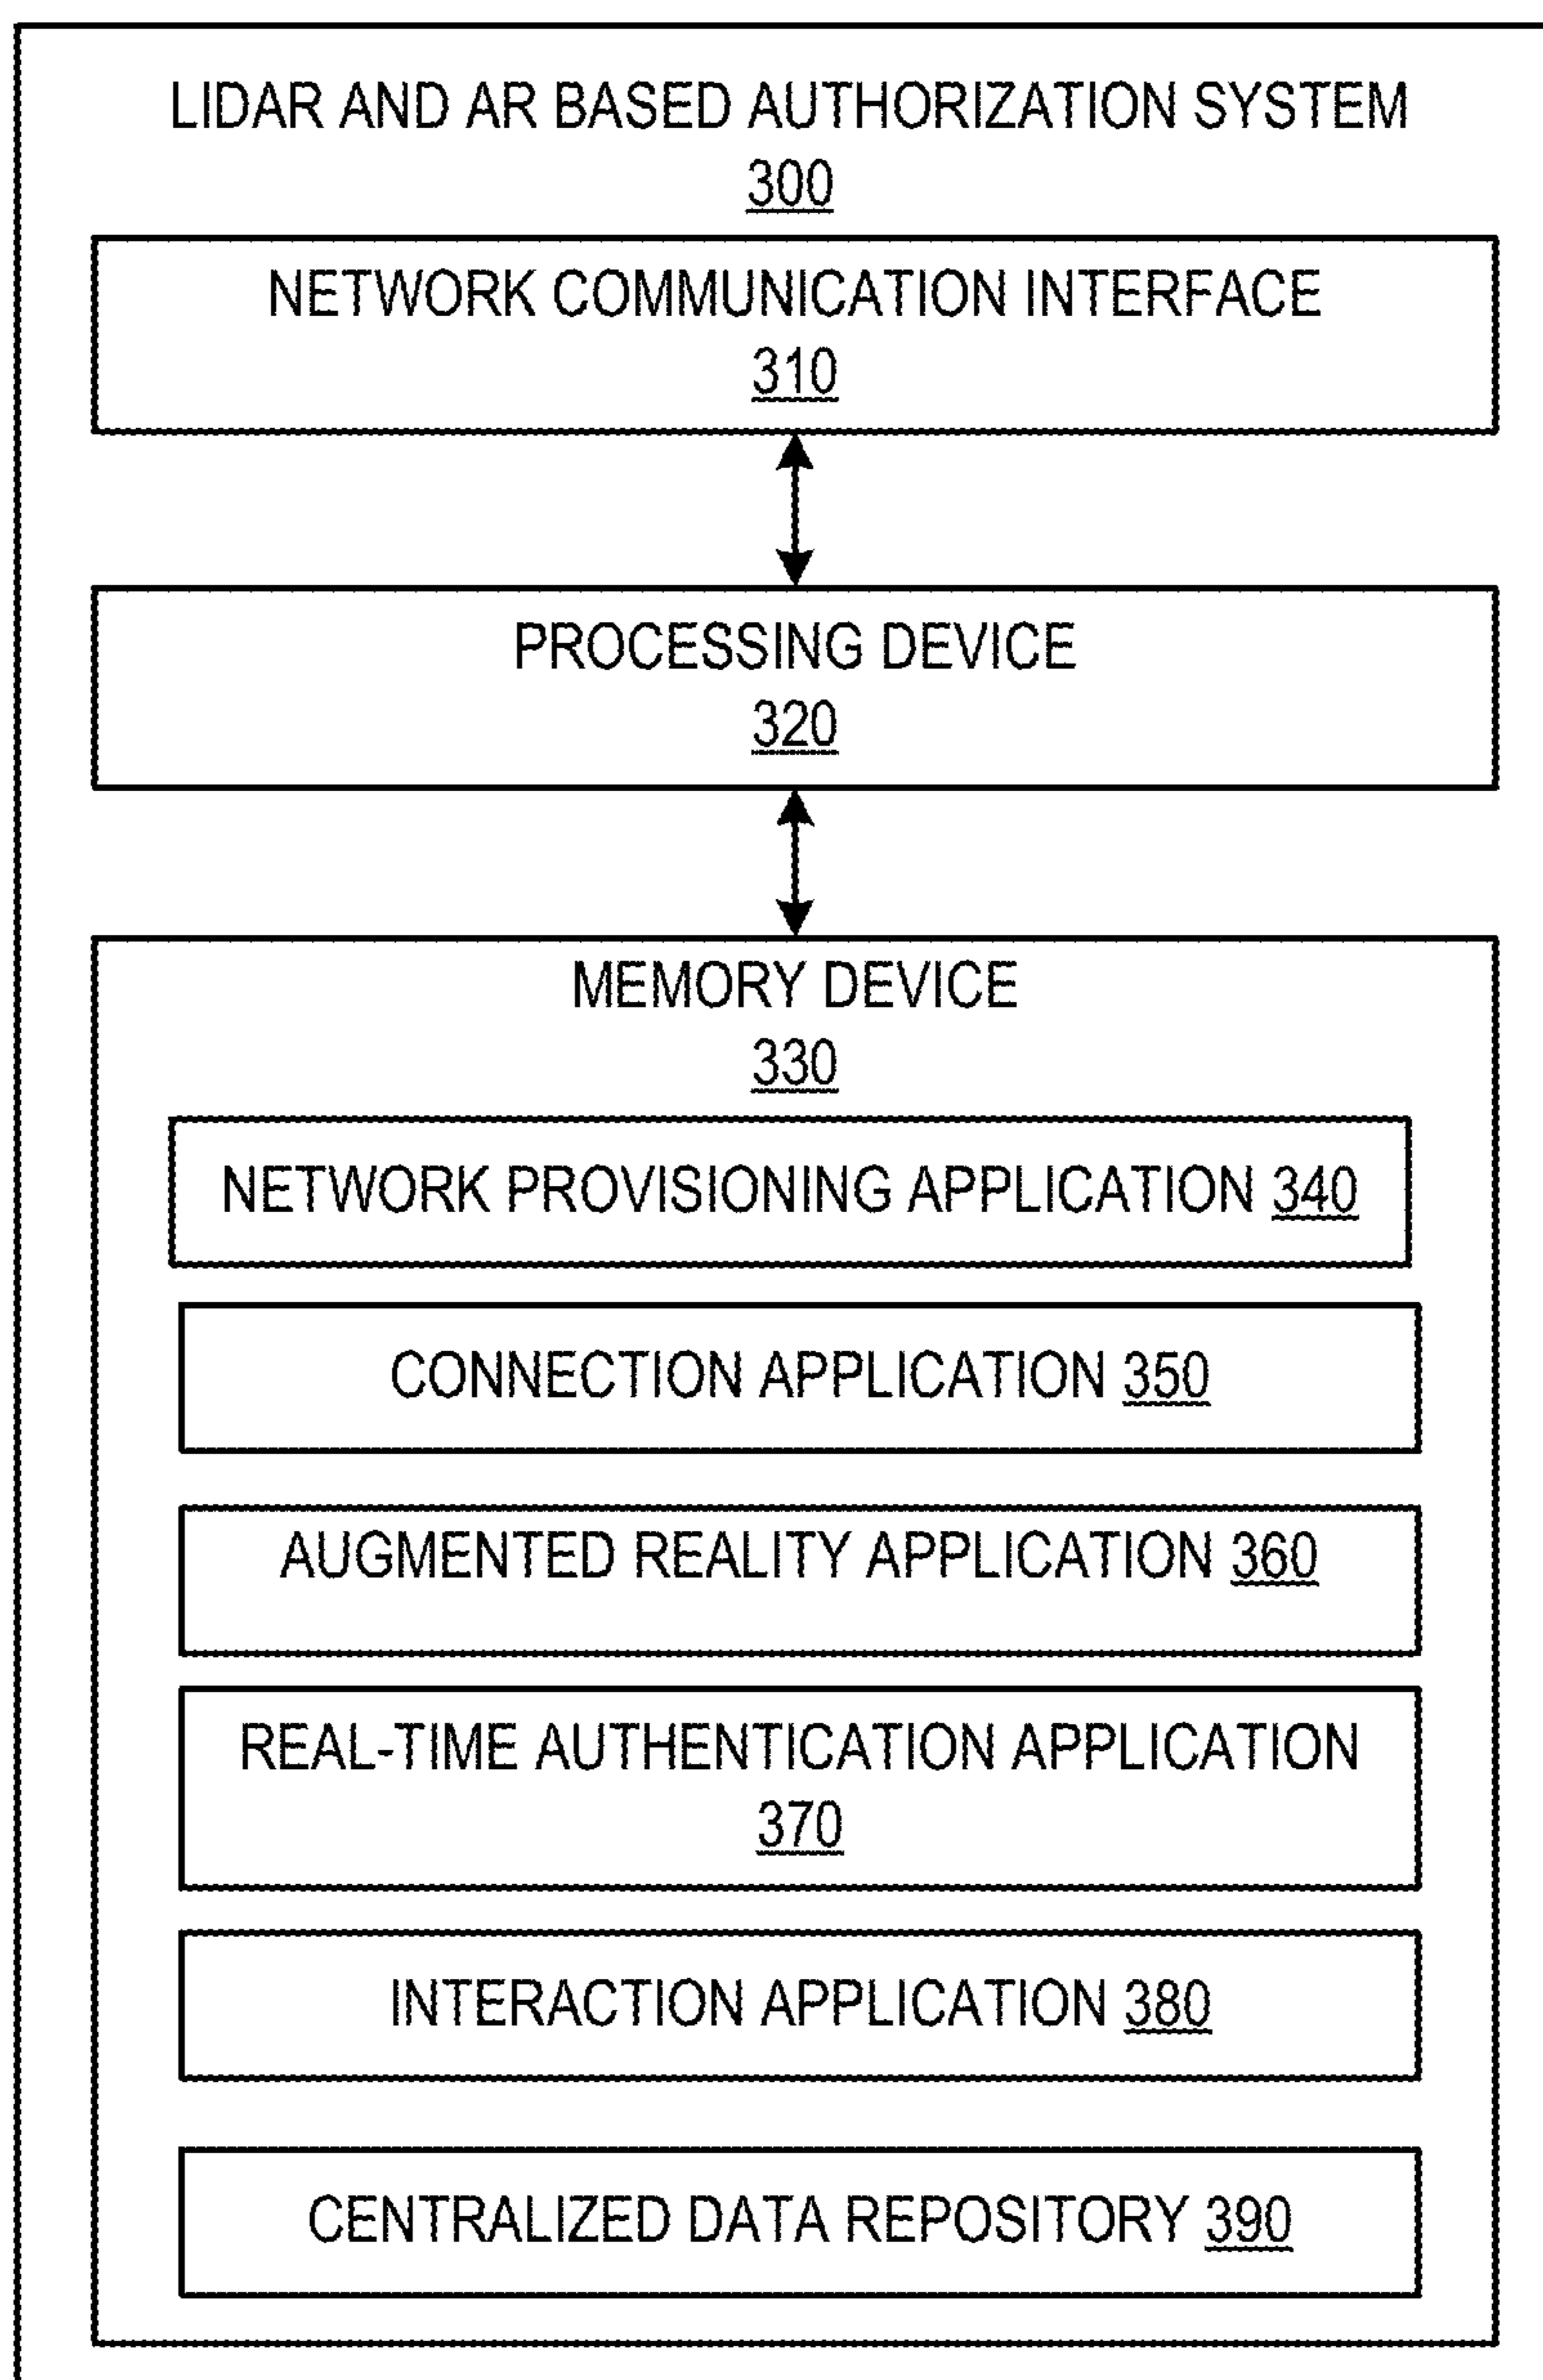 LIDAR AND AR BASED AUTHORIZATION SYSTEM
300
NETWORK COMMUNICATION INTERFACE
310
PROCESSING DEVICE
320
MEMORY DEVICE
330
NETWORK PROVISIONING APPLICATION 340
CONNECTION APPLICATION 350
AUGMENTED REALITY APPLICATION 360
REAL-TIME AUTHENTICATION APPLICATION
370
INTERACTION APPLICATION 380
CENTRALIZED DATA REPOSITORY 390